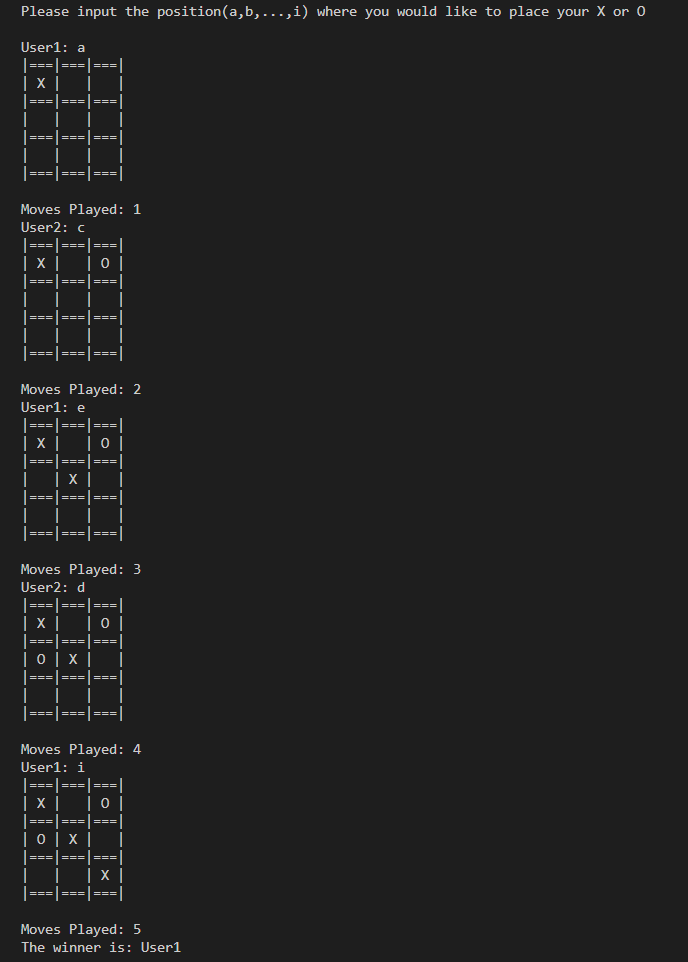 Please input the position(a,b,...,i) where you would like to place your X or O

User1: a
|===|===|===|
| X |   |   |
|===|===|===|
|   |   |   |
|===|===|===|
|   |   |   |
|===|===|===|

Moves Played: 1
User2: c
|===|===|===|
| X |   | O |
|===|===|===|
|   |   |   |
|===|===|===|
|   |   |   |
|===|===|===|

Moves Played: 2
User1: e
|===|===|===|
| X |   | O |
|===|===|===|
|   | X |   |
|===|===|===|
|   |   |   |
|===|===|===|

Moves Played: 3
User2: d
|===|===|===|
| X |   | O |
|===|===|===|
| O | X |   |
|===|===|===|
|   |   |   |
|===|===|===|

Moves Played: 4
User1: i
|===|===|===|
| X |   | O |
|===|===|===|
| O | X |   |
|===|===|===|
|   |   | X |
|===|===|===|

Moves Played: 5
The winner is: User1